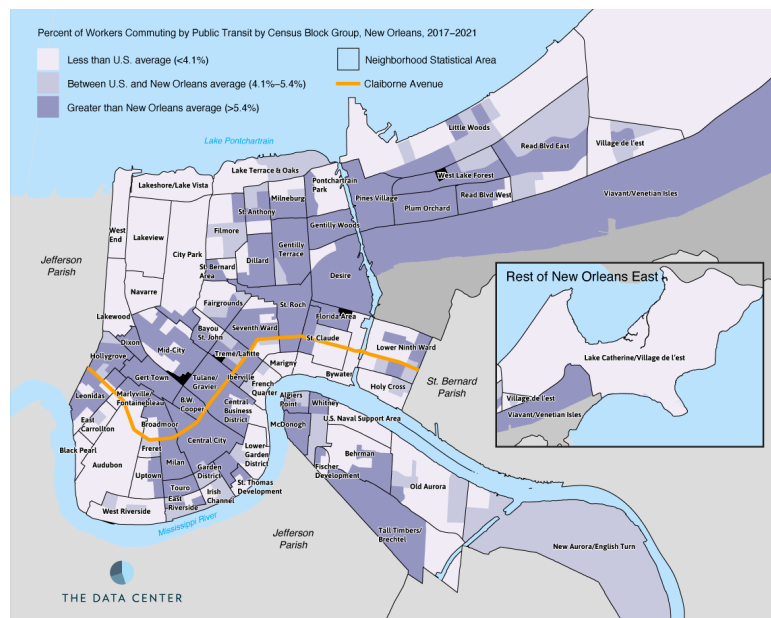 Percent of Workers Commuting by Public Transit by Census Block Group, New Orleans, 2017–2021
Less than U.S. average (<4.1%)
Between U.S. and New Orleans average (4.1%–5.4%)
Greater than New Orleans average (>5.4%)
Neighborhood Statistical Area
Claiborne Avenue
Lake Pontchartrain
Little Woods
Read Blvd East
Village de l'est
Lake Terrace & Oaks
Lakeshore/Lake Vista
Pontchartrain
Park
West Lake Forest
Pines Village
Read Blvd West
Viavant/Venetian Isles
Plum Orchard
Milneburg
St. Anthony
Gentilly Woods
Filmore
West
End
Lakeview
City Park
Gentilly
Terrace
Dillard
St. Bernard
Area
Desire
Jefferson
Parish
Navarre
Fairgrounds
St. Roch
Florida Area
Lakewood
Bayou
St. John
Seventh Ward
Dixon
Mid-City
Treme/Lafitte
St. Claude
Lower Ninth Ward
Hollygrove
Marigny
Bywater
Holy Cross
St. Bernard
Parish
Gert Town
Tulane/
Gravier
Iberville
French
Quarter
Leonidas
Marlyville/
Fontainebleau
B.W.
Cooper
Central
Business
District
Algiers
Point
Whitney
U.S. Naval Support Area
McDonogh
East
Carrollton
Broadmoor
Central City
Black Pearl
Freret
Lower
Garden
District
Audubon
Milan
Garden
District
Uptown
St. Thomas
Development
Touro
Irish
Channel
East
Riverside
West Riverside
Mississippi River
Behrman
Fischer
Development
Old Aurora
Tall Timbers/
Brechtel
New Aurora/English Turn
Jefferson
Parish
Rest of New Orleans East
Lake Catherine/Village de l'est
Village de l'est
Viavant/Venetian Isles
THE DATA CENTER